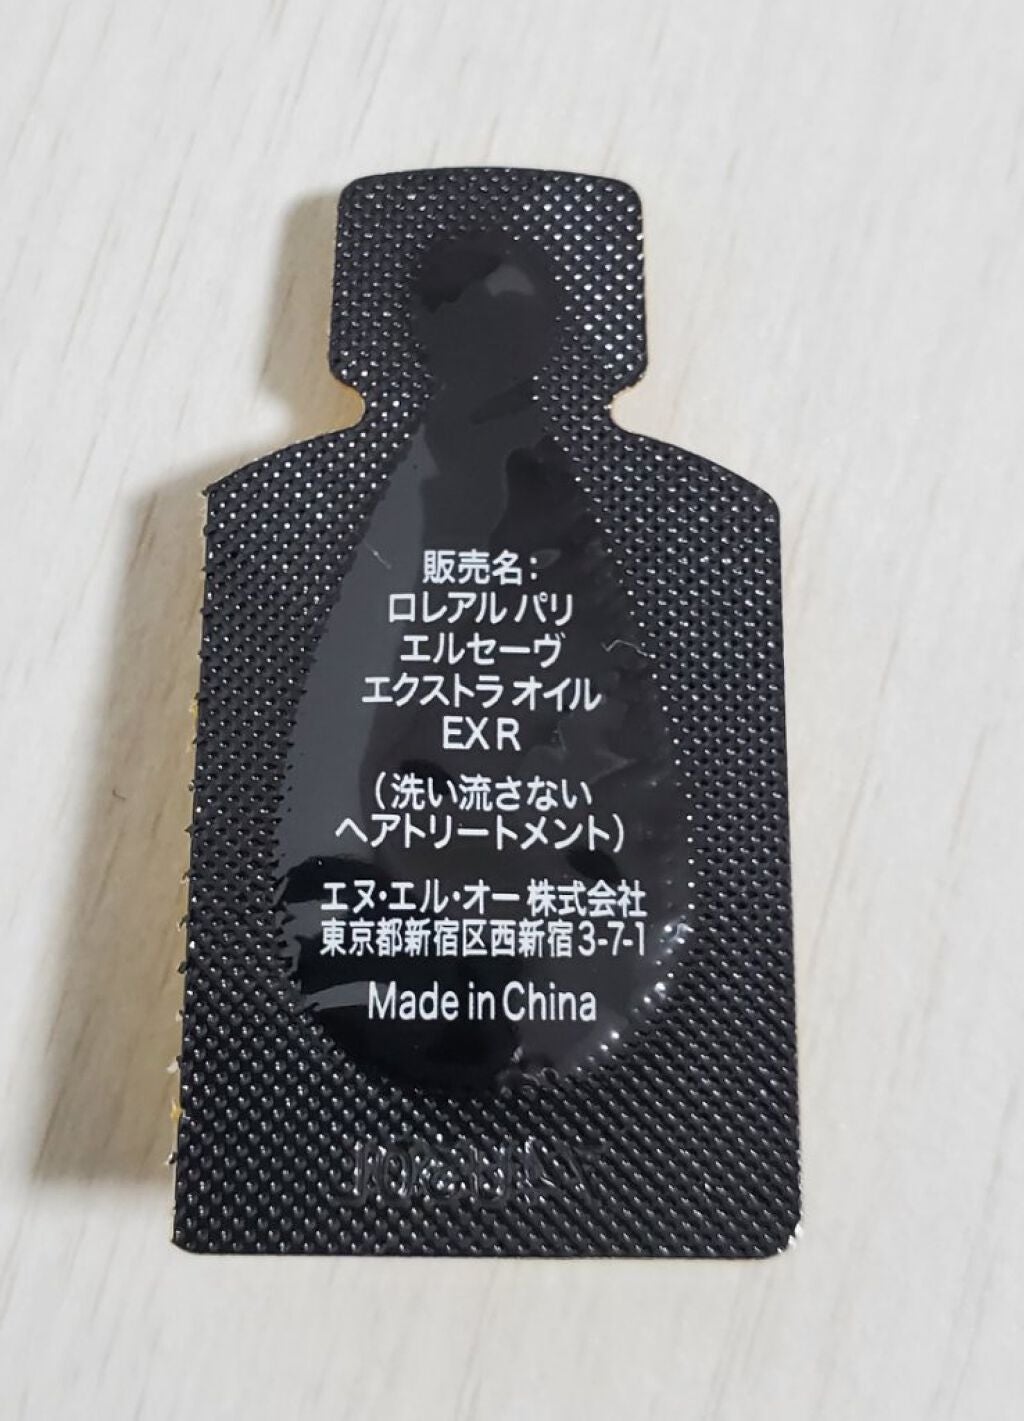 販売名：
ロレアル パリ
エルセーヴ
エクストラ オイル
EX R
（洗い流さない
ヘアトリートメント）
エヌ・エル・オー 株式会社
東京都新宿区西新宿3-7-1
Made in China